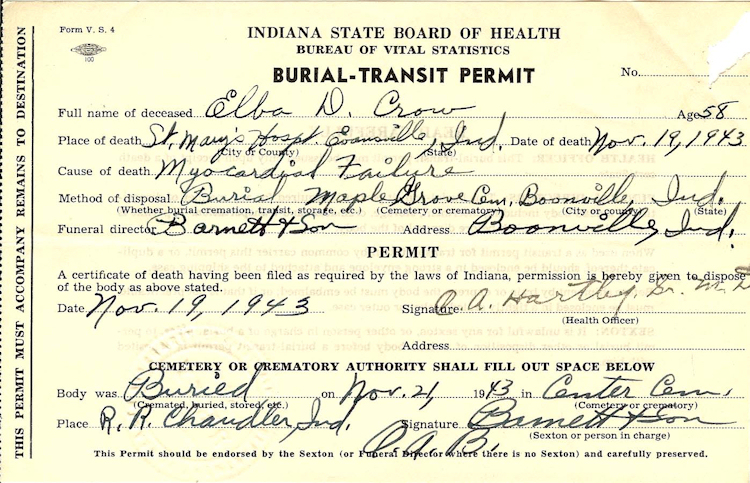 Form V. S. 4
100
INDIANA STATE BOARD OF HEALTH
BUREAU OF VITAL STATISTICS
BURIAL-TRANSIT PERMIT
No.
Full name of deceased Elba D. Crow Age 58
Place of death St. Mary's Hospt. Evansville, Ind. Date of death Nov. 19, 1943
(City or County) (State)
Cause of death Myocardial Failure
Method of disposal Burial Maple Grove Cem, Boonville, Ind.
(Whether burial cremation, transit, storage, etc.) (Cemetery or crematory) (City or county) (State)
Funeral director Barnett & Son Address Boonville, Ind.
PERMIT
A certificate of death having been filed as required by the laws of Indiana, permission is hereby given to dispose
of the body as above stated.
Date Nov. 19, 1943 Signature C. A. Hartley, Sr. M.D
(Health Officer)
Address
CEMETERY OR CREMATORY AUTHORITY SHALL FILL OUT SPACE BELOW
Body was Buried on Nov. 21, 1943 in Center Cem.
(Cremated, buried, stored, etc.) (Cemetery or crematory)
Place R. R. Chandler, Ind. Signature Barnett & Son
(Sexton or person in charge)
This Permit should be endorsed by the Sexton (or Funeral Director where there is no Sexton) and carefully preserved.
THIS PERMIT MUST ACCOMPANY REMAINS TO DESTINATION